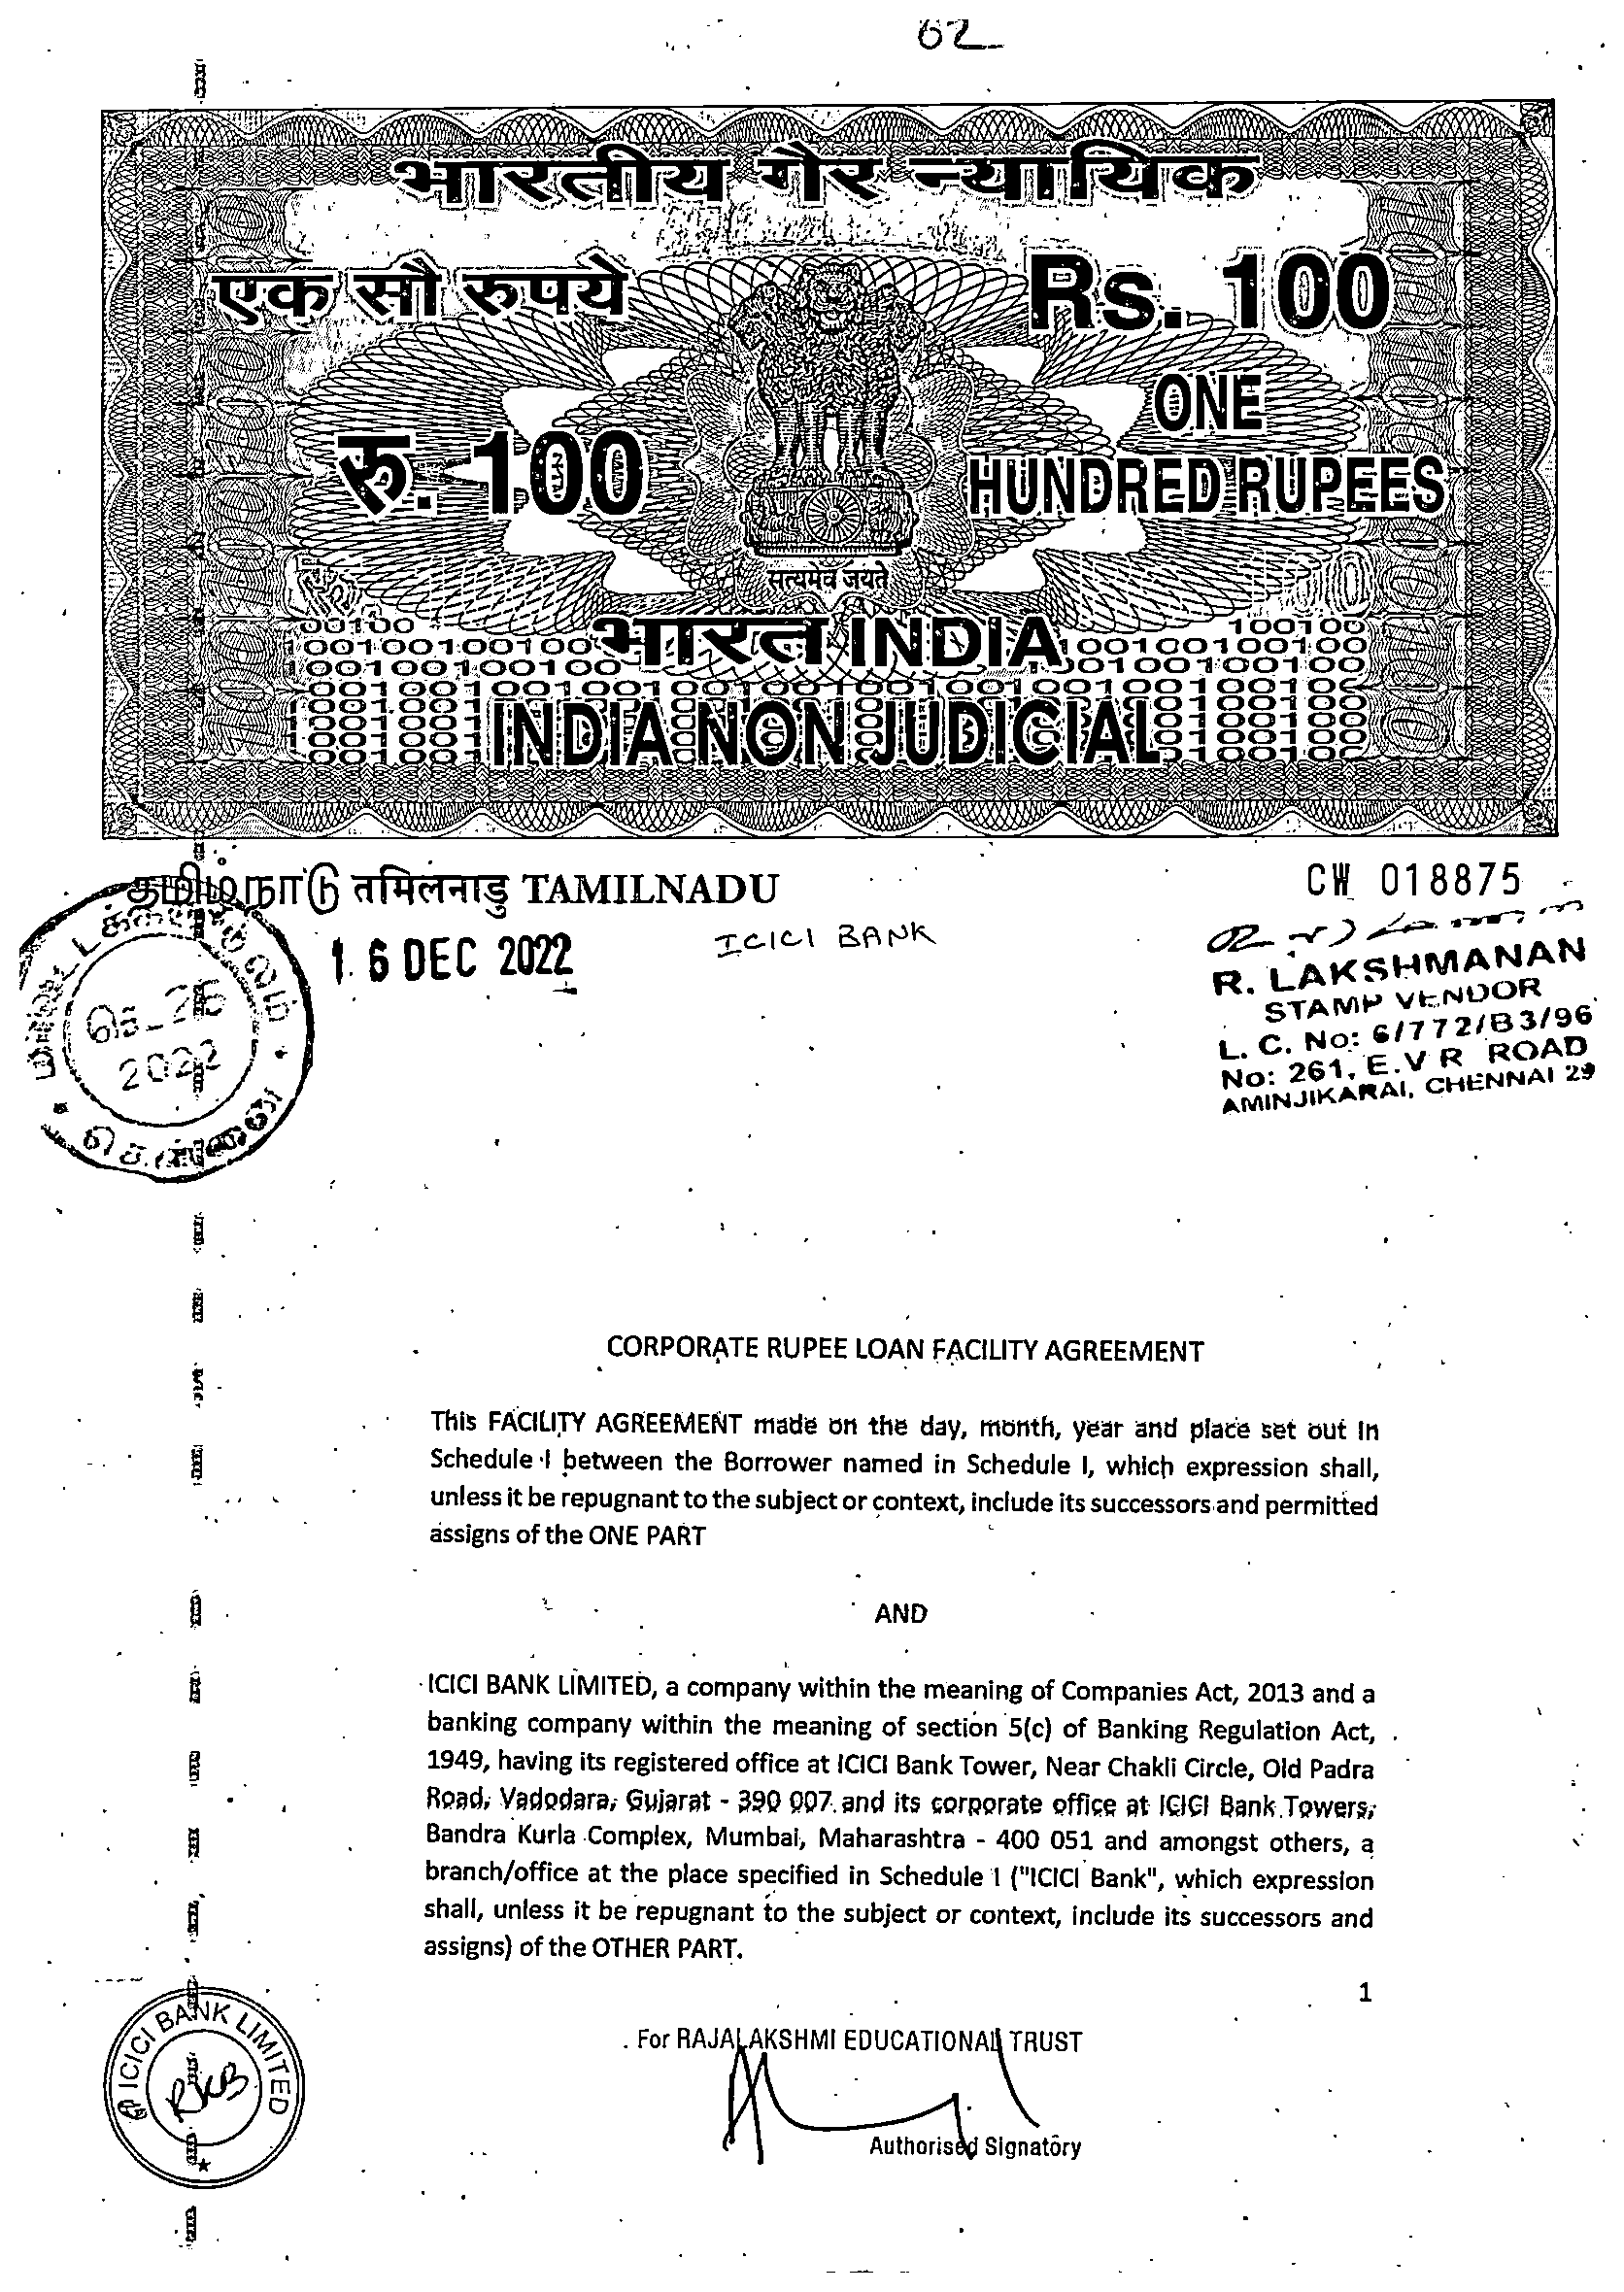 62
भारतीय गैर न्यायिक
एक सौ रुपये
Rs. 100
रु. 100
ONE
HUNDRED RUPEES
सत्यमेव जयते
भारत INDIA
INDIA NON JUDICIAL
தமிழ்நாடு तमिलनाडु TAMILNADU
CW 018875
16 DEC 2022
ICICI BANK
2022
R. LAKSHMANAN
STAMP VENDOR
L. C. No: 6/772/B3/96
No: 261, E.V R ROAD
AMINJIKARAI, CHENNAI 29
CORPORATE RUPEE LOAN FACILITY AGREEMENT
This FACILITY AGREEMENT made on the day, month, year and place set out in
Schedule I between the Borrower named in Schedule I, which expression shall,
unless it be repugnant to the subject or context, include its successors and permitted
assigns of the ONE PART
AND
ICICI BANK LIMITED, a company within the meaning of Companies Act, 2013 and a
banking company within the meaning of section 5(c) of Banking Regulation Act,
1949, having its registered office at ICICI Bank Tower, Near Chakli Circle, Old Padra
Road, Vadodara, Gujarat - 390 007 and its corporate office at ICICI Bank Towers,
Bandra Kurla Complex, Mumbai, Maharashtra - 400 051 and amongst others, a
branch/office at the place specified in Schedule I ("ICICI Bank", which expression
shall, unless it be repugnant to the subject or context, include its successors and
assigns) of the OTHER PART.
1
ICICI BANK LIMITED
For RAJALAKSHMI EDUCATIONAL TRUST
Authorised Signatory